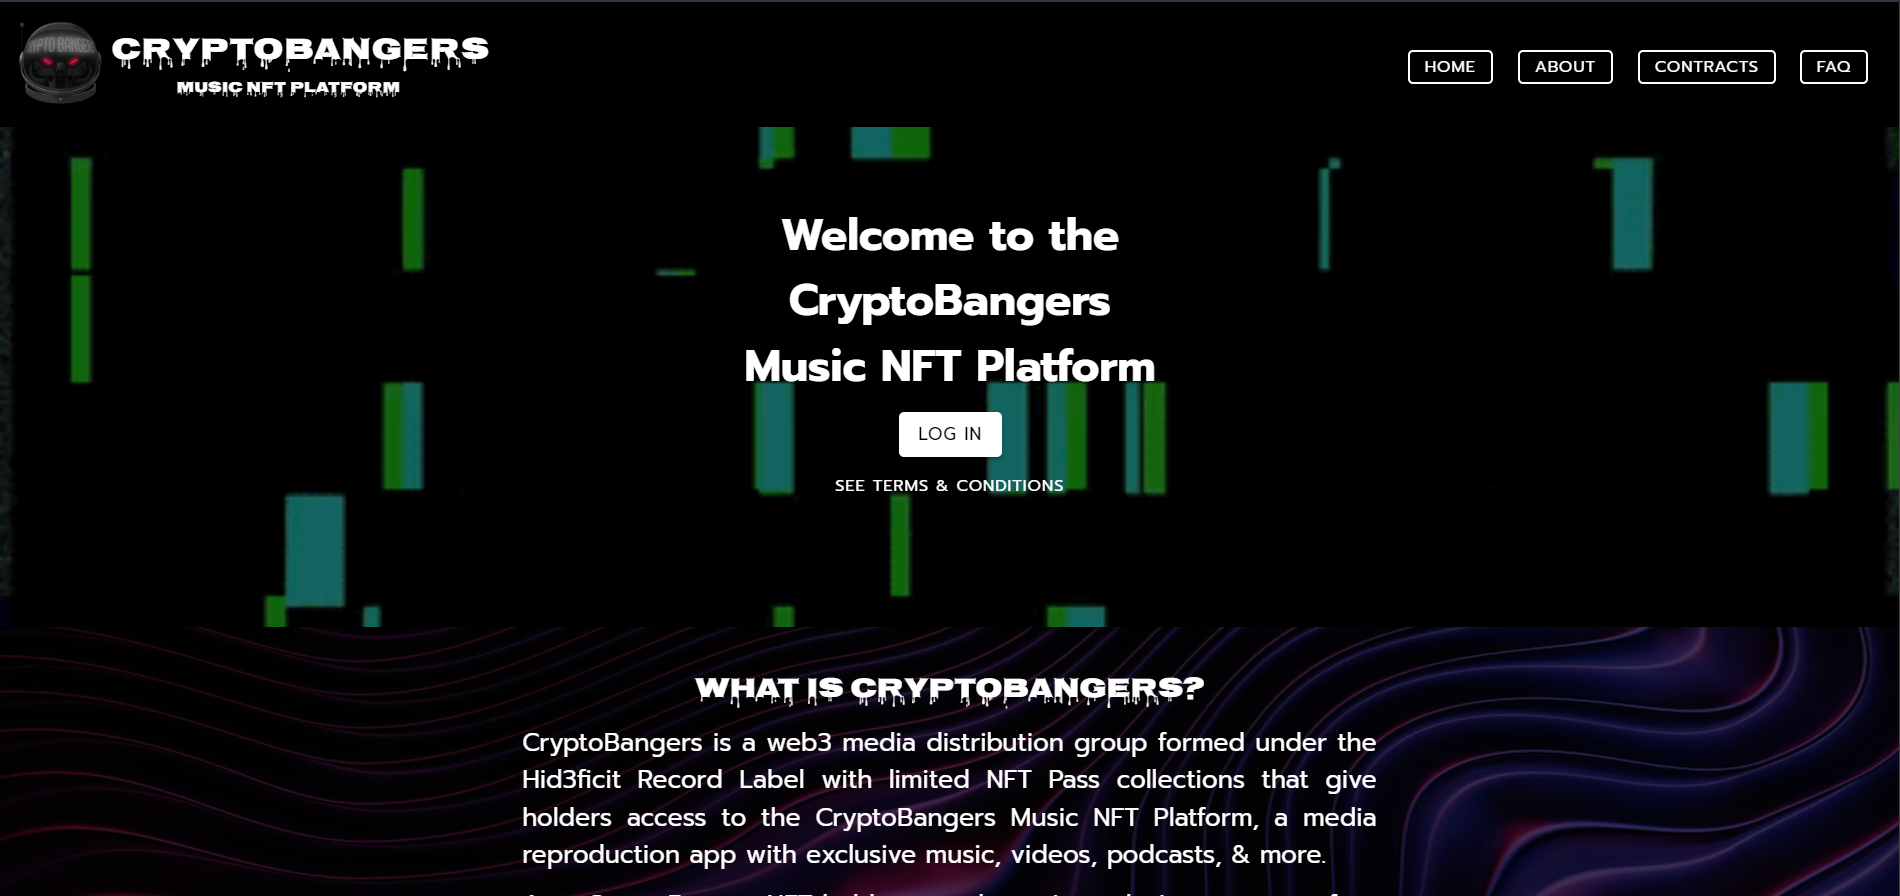 CRYPTOBANGERS
MUSIC NFT PLATFORM
HOME
ABOUT
CONTRACTS
FAQ
Welcome to the
CryptoBangers
Music NFT Platform
LOG IN
SEE TERMS & CONDITIONS
WHAT IS CRYPTOBANGERS?
CryptoBangers is a web3 media distribution group formed under the
Hid3ficit Record Label with limited NFT Pass collections that give
holders access to the CryptoBangers Music NFT Platform, a media
reproduction app with exclusive music, videos, podcasts, & more.